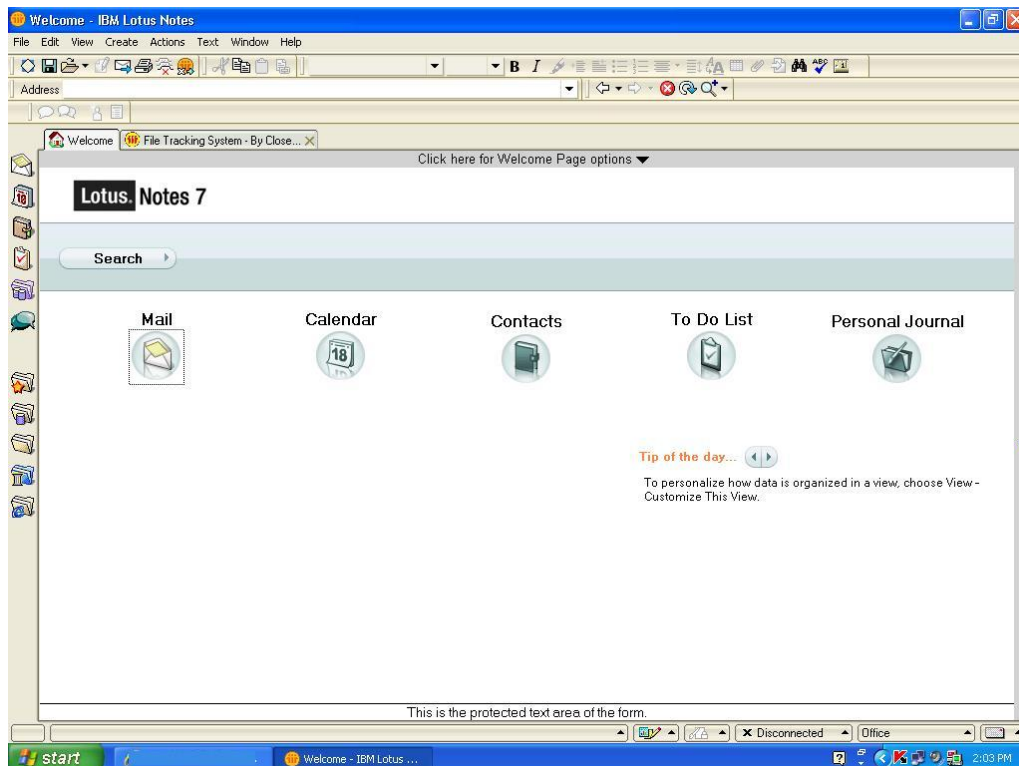 Welcome - IBM Lotus Notes
File Edit View Create Actions Text Window Help
B I
Address
Welcome File Tracking System - By Close...
Click here for Welcome Page options
Lotus. Notes 7
Search
Mail Calendar Contacts To Do List Personal Journal
18 18
Tip of the day...
To personalize how data is organized in a view, choose View -
Customize This View.
This is the protected text area of the form.
Disconnected Office
start Welcome - IBM Lotus ... 2:03 PM